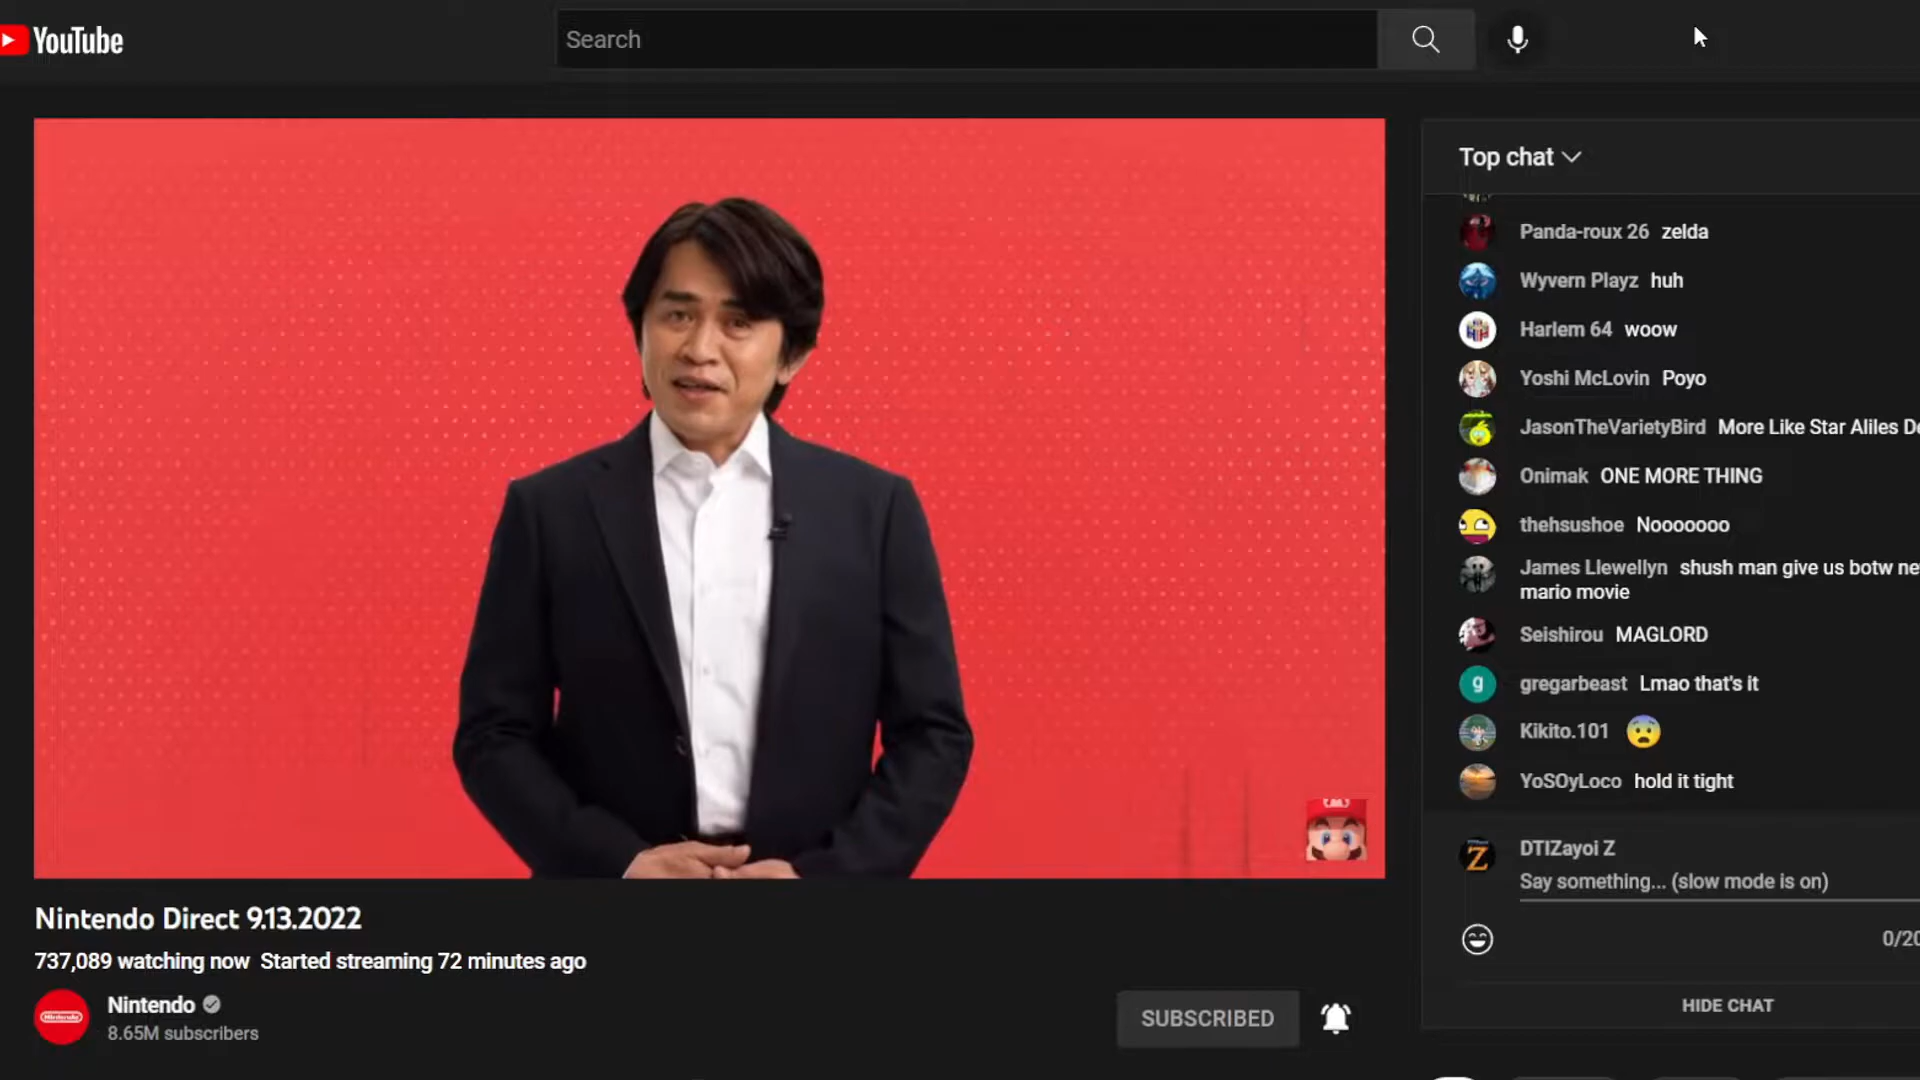 YouTube
Search
Top chat
Panda-roux 26 zelda
Wyvern Playz huh
Harlem 64 woow
Yoshi McLovin Poyo
JasonTheVarietyBird More Like Star Aliles
Onimak ONE MORE THING
thehsushoe Nooooooo
James Llewellyn shush man give us botw
mario movie
Seishirou MAGLORD
g
gregarbeast Lmao that's it
Kikito.101
YoSOyLoco hold it tight
Z
DTIZayoi Z
Say something... (slow mode is on)
HIDE CHAT
Nintendo Direct 9.13.2022
737,089 watching now Started streaming 72 minutes ago
Nintendo
Nintendo
8.65M subscribers
SUBSCRIBED